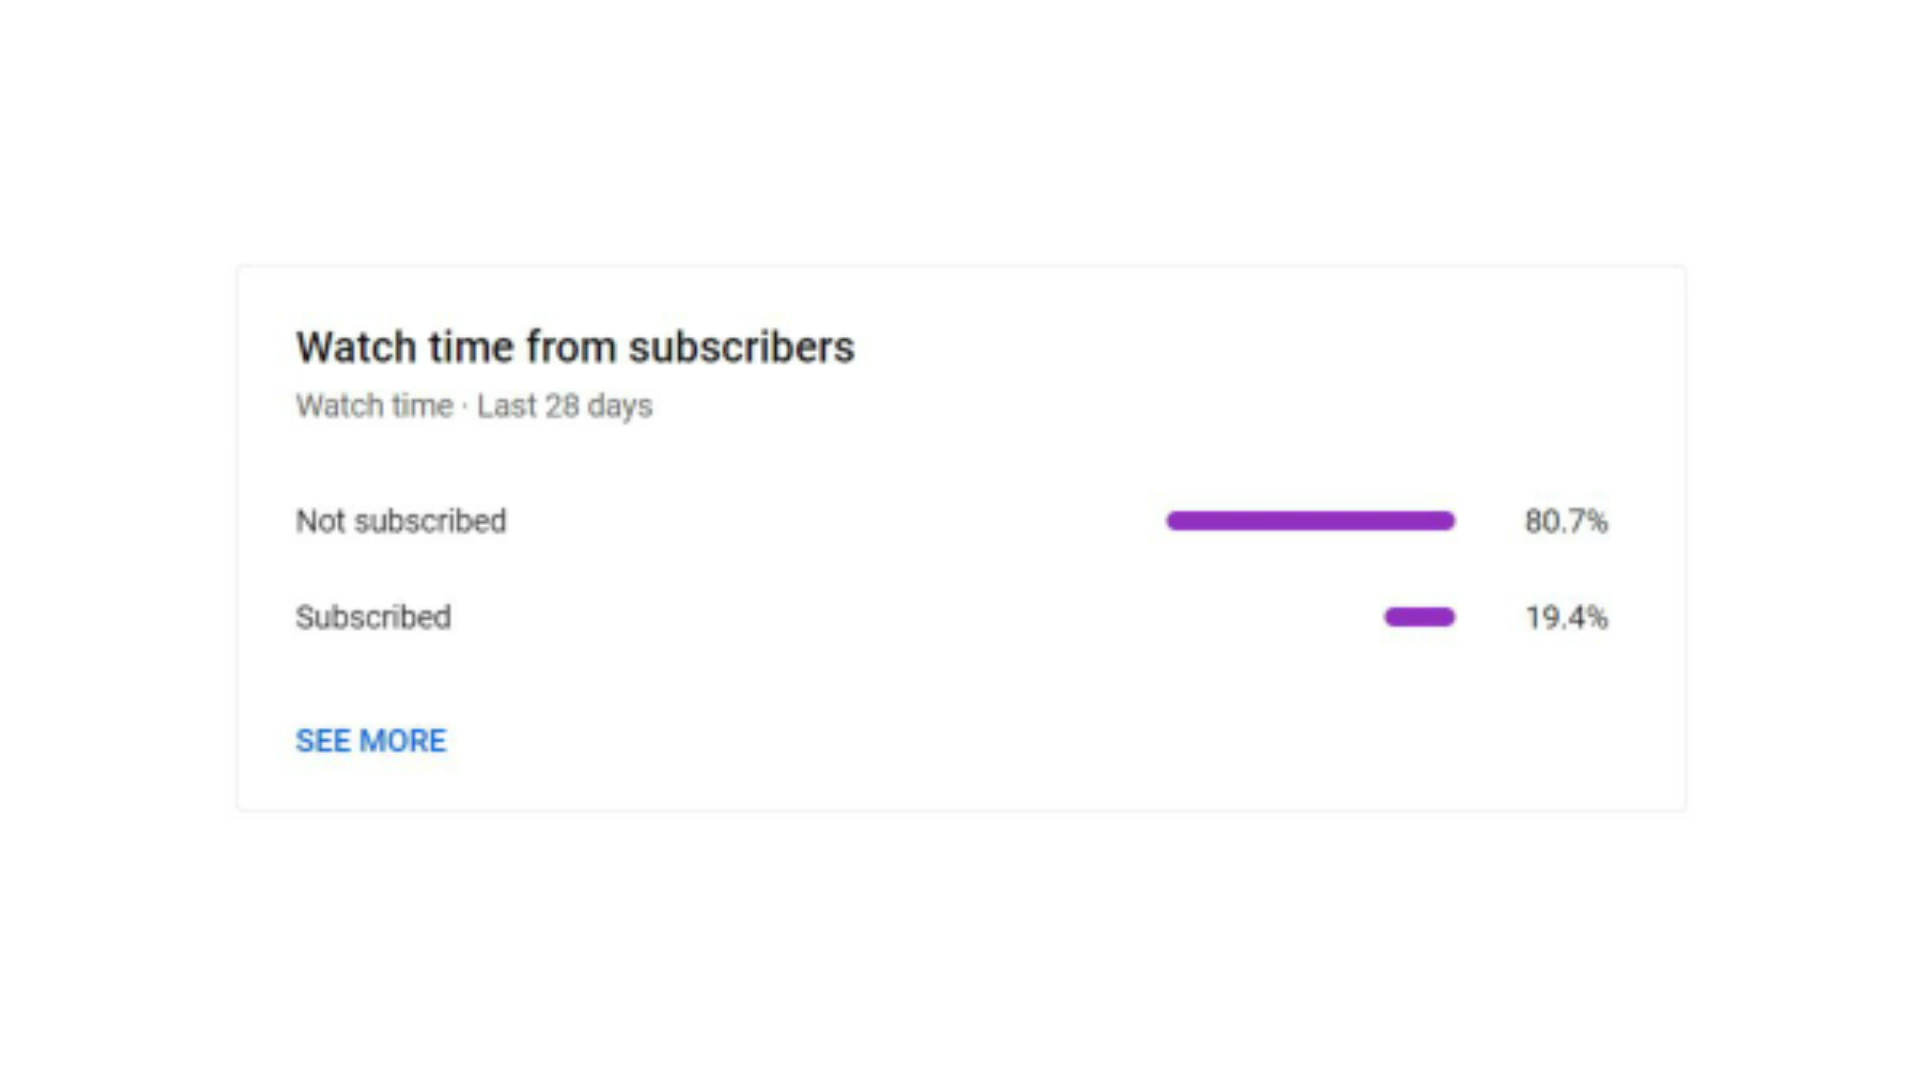 Watch time from subscribers
Watch time · Last 28 days
Not subscribed 80.7%
Subscribed 19.4%
SEE MORE